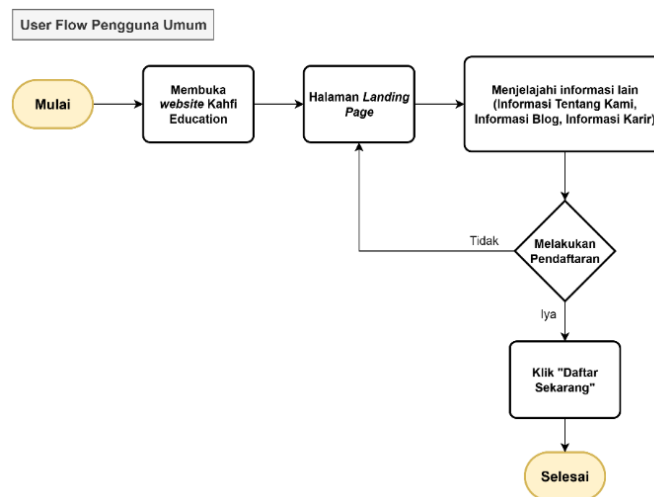 User Flow Pengguna Umum
Mulai
Membuka
website Kahfi
Education
Halaman Landing
Page
Menjelajahi informasi lain
(Informasi Tentang Kami,
Informasi Blog, Informasi Karir)
Tidak
Melakukan
Pendaftaran
Iya
Klik "Daftar
Sekarang"
Selesai